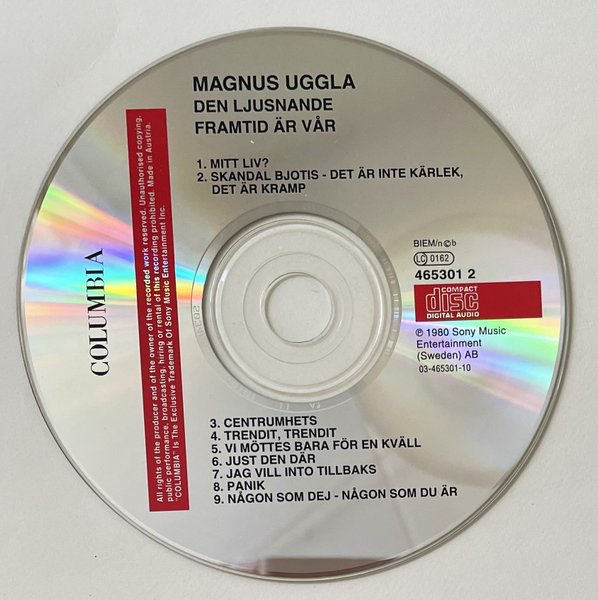 MAGNUS UGGLA
DEN LJUSNANDE
FRAMTID ÄR VÅR
1. MITT LIV?
2. SKANDAL BJOTIS - DET ÄR INTE KÄRLEK,
DET ÄR KRAMP
All rights of the producer and of the owner of the recorded work reserved. Unauthorised copying,
public performance, broadcasting, hiring or rental of this recording prohibited. Made in Austria.
"COLUMBIA" Is The Exclusive Trademark Of Sony Music Entertainment Inc.
COLUMBIA
BIEM/n©b
LC 0162
465301 2
COMPACT
disc
DIGITAL AUDIO
℗ 1980 Sony Music
Entertainment
(Sweden) AB
03-465301-10
3. CENTRUMHETS
4. TRENDIT, TRENDIT
5. VI MÖTTES BARA FÖR EN KVÄLL
6. JUST DEN DÄR
7. JAG VILL INTO TILLBAKS
8. PANIK
9. NÅGON SOM DEJ - NÅGON SOM DU ÄR